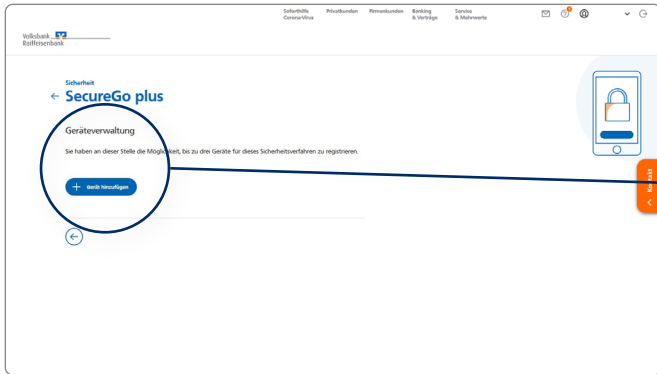 Soforthilfe
Corona-Virus
Privatkunden
Firmenkunden
Banking
& Verträge
Service
& Mehrwerte
Volksbank
Raiffeisenbank
Sicherheit
← SecureGo plus
Geräteverwaltung
Sie haben an dieser Stelle die Möglichkeit, bis zu drei Geräte für dieses Sicherheitsverfahren zu registrieren.
+ Gerät hinzufügen
Kontakt